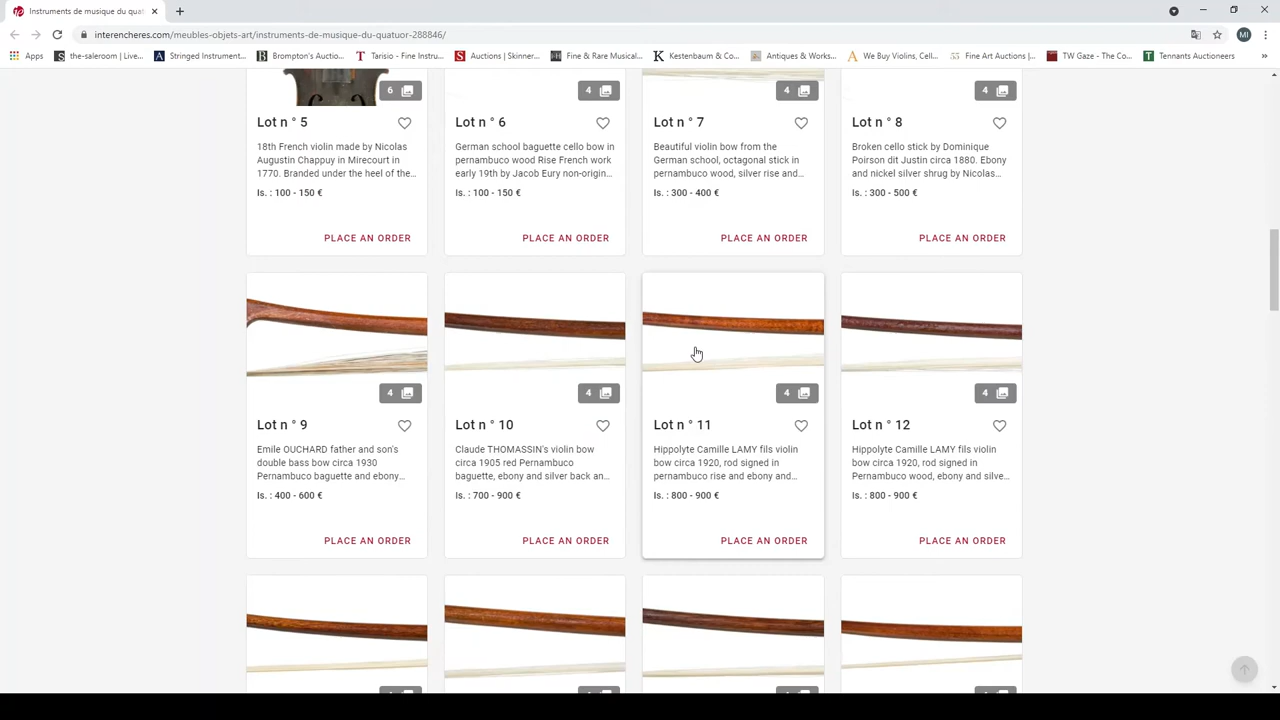 Instruments de musique du quat
interencheres.com/meubles-objets-art/instruments-de-musique-du-quatuor-288846/
MI
Apps
the-saleroom | Live...
Stringed Instrument...
Brompton's Auctio...
Tarisio - Fine Instru...
Auctions | Skinner...
Fine & Rare Musical...
Kestenbaum & Co...
Antiques & Works...
We Buy Violins, Cell...
Fine Art Auctions |...
TW Gaze - The Co...
Tennants Auctioneers
6
4
4
4
Lot n ° 5
18th French violin made by Nicolas
Augustin Chappuy in Mirecourt in
1770. Branded under the heel of the...
Is. : 100 - 150 €
PLACE AN ORDER
Lot n ° 6
German school baguette cello bow in
pernambuco wood Rise French work
early 19th by Jacob Eury non-origin...
Is. : 100 - 150 €
PLACE AN ORDER
Lot n ° 7
Beautiful violin bow from the
German school, octagonal stick in
pernambuco wood, silver rise and...
Is. : 300 - 400 €
PLACE AN ORDER
Lot n ° 8
Broken cello stick by Dominique
Poirson dit Justin circa 1880. Ebony
and nickel silver shrug by Nicolas...
Is. : 300 - 500 €
PLACE AN ORDER
4
4
4
4
Lot n ° 9
Emile OUCHARD father and son's
double bass bow circa 1930
Pernambuco baguette and ebony...
Is. : 400 - 600 €
PLACE AN ORDER
Lot n ° 10
Claude THOMASSIN's violin bow
circa 1905 red Pernambuco
baguette, ebony and silver back an...
Is. : 700 - 900 €
PLACE AN ORDER
Lot n ° 11
Hippolyte Camille LAMY fils violin
bow circa 1920, rod signed in
pernambuco rise and ebony and...
Is. : 800 - 900 €
PLACE AN ORDER
Lot n ° 12
Hippolyte Camille LAMY fils violin
bow circa 1920, rod signed in
Pernambuco wood, ebony and silve...
Is. : 800 - 900 €
PLACE AN ORDER